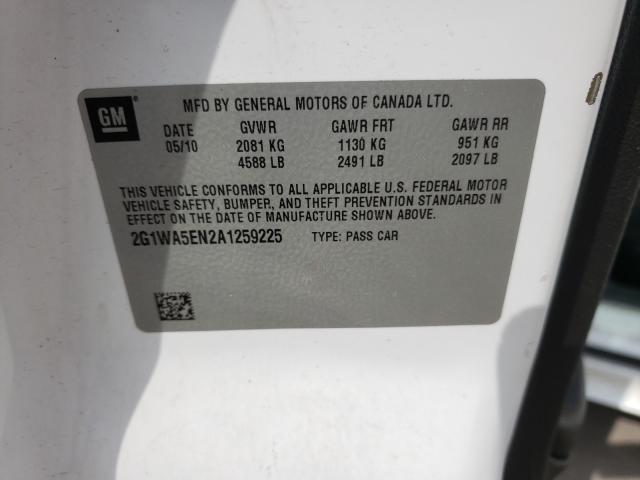 GM
MFD BY GENERAL MOTORS OF CANADA LTD.
DATE GVWR GAWR FRT GAWR RR
05/10 2081 KG 1130 KG 951 KG
4588 LB 2491 LB 2097 LB
THIS VEHICLE CONFORMS TO ALL APPLICABLE U.S. FEDERAL MOTOR
VEHICLE SAFETY, BUMPER, AND THEFT PREVENTION STANDARDS IN
EFFECT ON THE DATE OF MANUFACTURE SHOWN ABOVE.
2G1WA5EN2A1259225 TYPE: PASS CAR